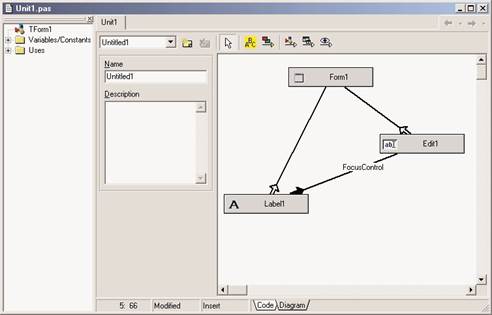 Unit1.pas
TForm1
Variables/Constants
Uses
Unit1
Untitled1
A B
A C
Name
Untitled1
Description
Form1
ab
Edit1
FocusControl
A
Label1
5: 66
Modified
Insert
Code
Diagram